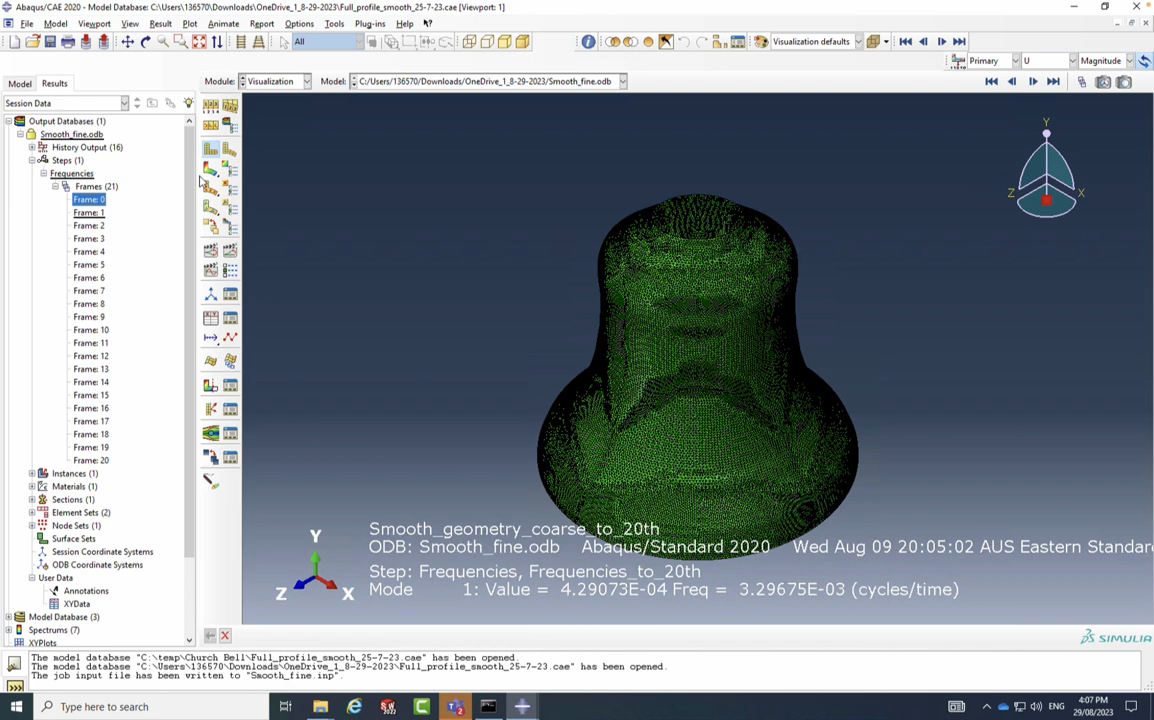 Abaqus/CAE 2020 - Model Database: C:\Users\136570\Downloads\OneDrive_1_8-29-2023\Full_profile_smooth_25-7-23.cae [Viewport: 1]
File Model Viewport View Result Plot Animate Report Options Tools Plug-ins Help
All
Visualization defaults
Primary U Magnitude
Model Results Module: Visualization Model: C:/Users/136570/Downloads/OneDrive_1_8-29-2023/Smooth_fine.odb
Session Data
Output Databases (1)
Smooth_fine.odb
History Output (16)
Steps (1)
Frequencies
Frames (21)
Frame: 0
Frame: 1
Frame: 2
Frame: 3
Frame: 4
Frame: 5
Frame: 6
Frame: 7
Frame: 8
Frame: 9
Frame: 10
Frame: 11
Frame: 12
Frame: 13
Frame: 14
Frame: 15
Frame: 16
Frame: 17
Frame: 18
Frame: 19
Frame: 20
Instances (1)
Materials (1)
Sections (1)
Element Sets (2)
Node Sets (1)
Surface Sets
Session Coordinate Systems
ODB Coordinate Systems
User Data
Annotations
XYData
Model Database (3)
Spectrums (7)
XYPlots
Y
Z X
Smooth_geometry_coarse_to_20th
ODB: Smooth_fine.odb Abaqus/Standard 2020 Wed Aug 09 20:05:02 AUS Eastern Standard
Step: Frequencies, Frequencies_to_20th
Mode 1: Value = 4.29073E-04 Freq = 3.29675E-03 (cycles/time)
Y
Z X
SIMULIA
The model database "C:\temp\Church Bell\Full_profile_smooth_25-7-23.cae" has been opened.
The model database "C:\Users\136570\Downloads\OneDrive_1_8-29-2023\Full_profile_smooth_25-7-23.cae" has been opened.
The job input file has been written to "Smooth_fine.inp".
Type here to search
ENG
4:07 PM
29/08/2023